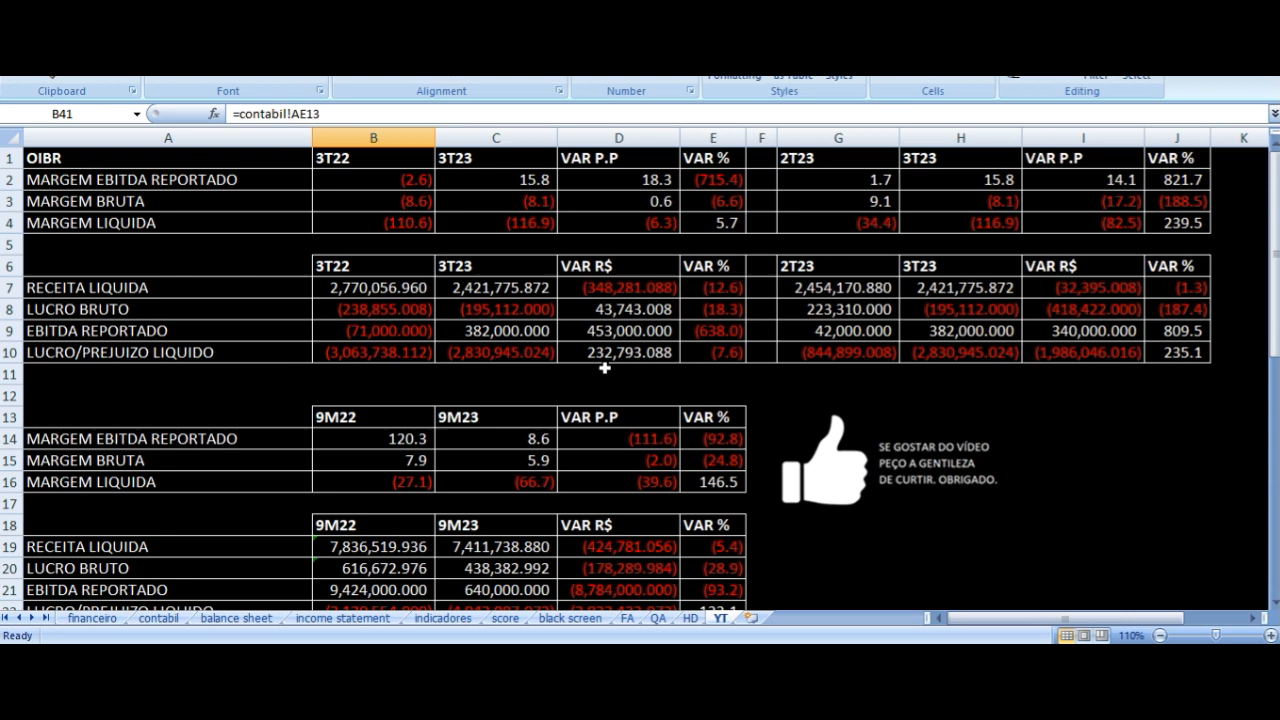 Clipboard Font Alignment Number Styles Cells Editing
B41 fx =contabil!AE13
A B C D E F G H I J K
1 OIBR 3T22 3T23 VAR P.P VAR % 2T23 3T23 VAR P.P VAR %
2 MARGEM EBITDA REPORTADO (2.6) 15.8 18.3 (715.4) 1.7 15.8 14.1 821.7
3 MARGEM BRUTA (8.6) (8.1) 0.6 (6.6) 9.1 (8.1) (17.2) (188.5)
4 MARGEM LIQUIDA (110.6) (116.9) (6.3) 5.7 (34.4) (116.9) (82.5) 239.5
5
6 3T22 3T23 VAR R$ VAR % 2T23 3T23 VAR R$ VAR %
7 RECEITA LIQUIDA 2,770,056.960 2,421,775.872 (348,281.088) (12.6) 2,454,170.880 2,421,775.872 (32,395.008) (1.3)
8 LUCRO BRUTO (238,855.008) (195,112.000) 43,743.008 (18.3) 223,310.000 (195,112.000) (418,422.000) (187.4)
9 EBITDA REPORTADO (71,000.000) 382,000.000 453,000.000 (638.0) 42,000.000 382,000.000 340,000.000 809.5
10 LUCRO/PREJUIZO LIQUIDO (3,063,738.112) (2,830,945.024) 232,793.088 (7.6) (844,899.008) (2,830,945.024) (1,986,046.016) 235.1
11
12
13 9M22 9M23 VAR P.P VAR %
14 MARGEM EBITDA REPORTADO 120.3 8.6 (111.6) (92.8)
15 MARGEM BRUTA 7.9 5.9 (2.0) (24.8)
16 MARGEM LIQUIDA (27.1) (66.7) (39.6) 146.5
SE GOSTAR DO VÍDEO
PEÇO A GENTILEZA
DE CURTIR. OBRIGADO.
17
18 9M22 9M23 VAR R$ VAR %
19 RECEITA LIQUIDA 7,836,519.936 7,411,738.880 (424,781.056) (5.4)
20 LUCRO BRUTO 616,672.976 438,382.992 (178,289.984) (28.9)
21 EBITDA REPORTADO 9,424,000.000 640,000.000 (8,784,000.000) (93.2)
financeiro contabil balance sheet income statement indicadores score black screen FA QA HD YT
Ready 110%